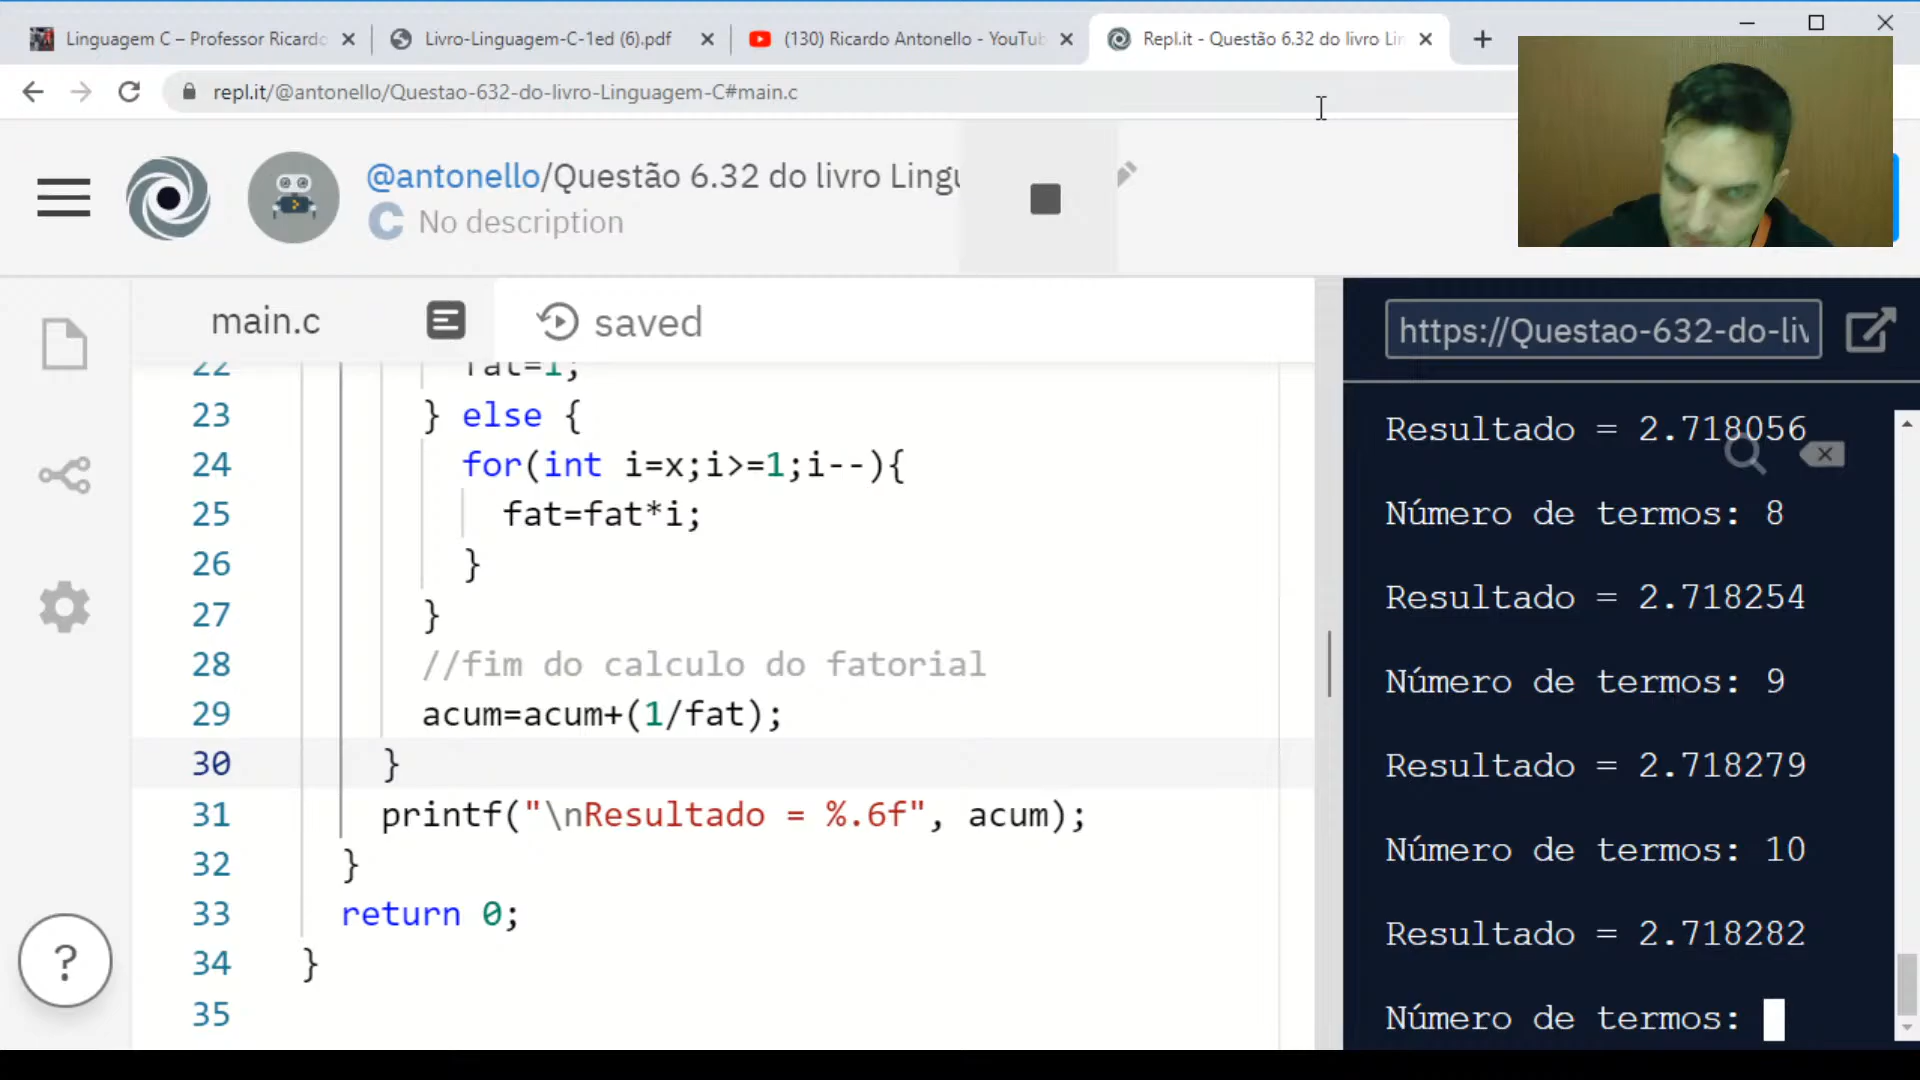 Linguagem C – Professor Ricardo
Livro-Linguagem-C-1ed (6).pdf
(130) Ricardo Antonello - YouTub
Repl.it - Questão 6.32 do livro Lin
repl.it/@antonello/Questao-632-do-livro-Linguagem-C#main.c
@antonello/Questão 6.32 do livro Lingu
C No description
main.c
saved
https://Questao-632-do-liv
22 fat=1;
23 } else {
24 for(int i=x;i>=1;i--){
25 fat=fat*i;
26 }
27 }
28 //fim do calculo do fatorial
29 acum=acum+(1/fat);
30 }
31 printf("\nResultado = %.6f", acum);
32 }
33 return 0;
34 }
35
?
Resultado = 2.718056
Número de termos: 8
Resultado = 2.718254
Número de termos: 9
Resultado = 2.718279
Número de termos: 10
Resultado = 2.718282
Número de termos: